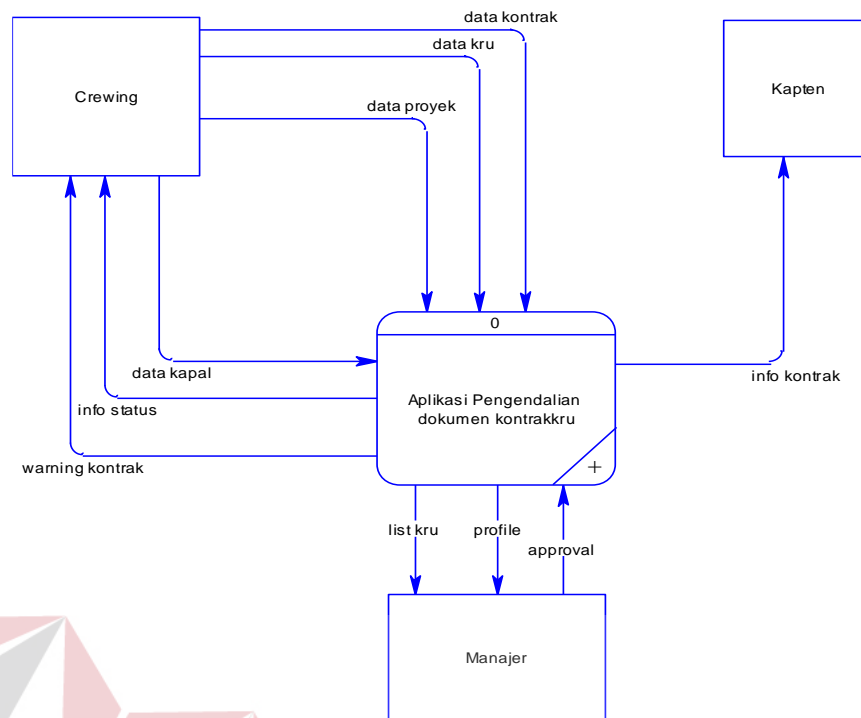 data kontrak
data kru
Crewing
Kapten
data proyek
0
data kapal
info kontrak
Aplikasi Pengendalian
dokumen kontrakkru
info status
warning kontrak
+
list kru
profile
approval
Manajer